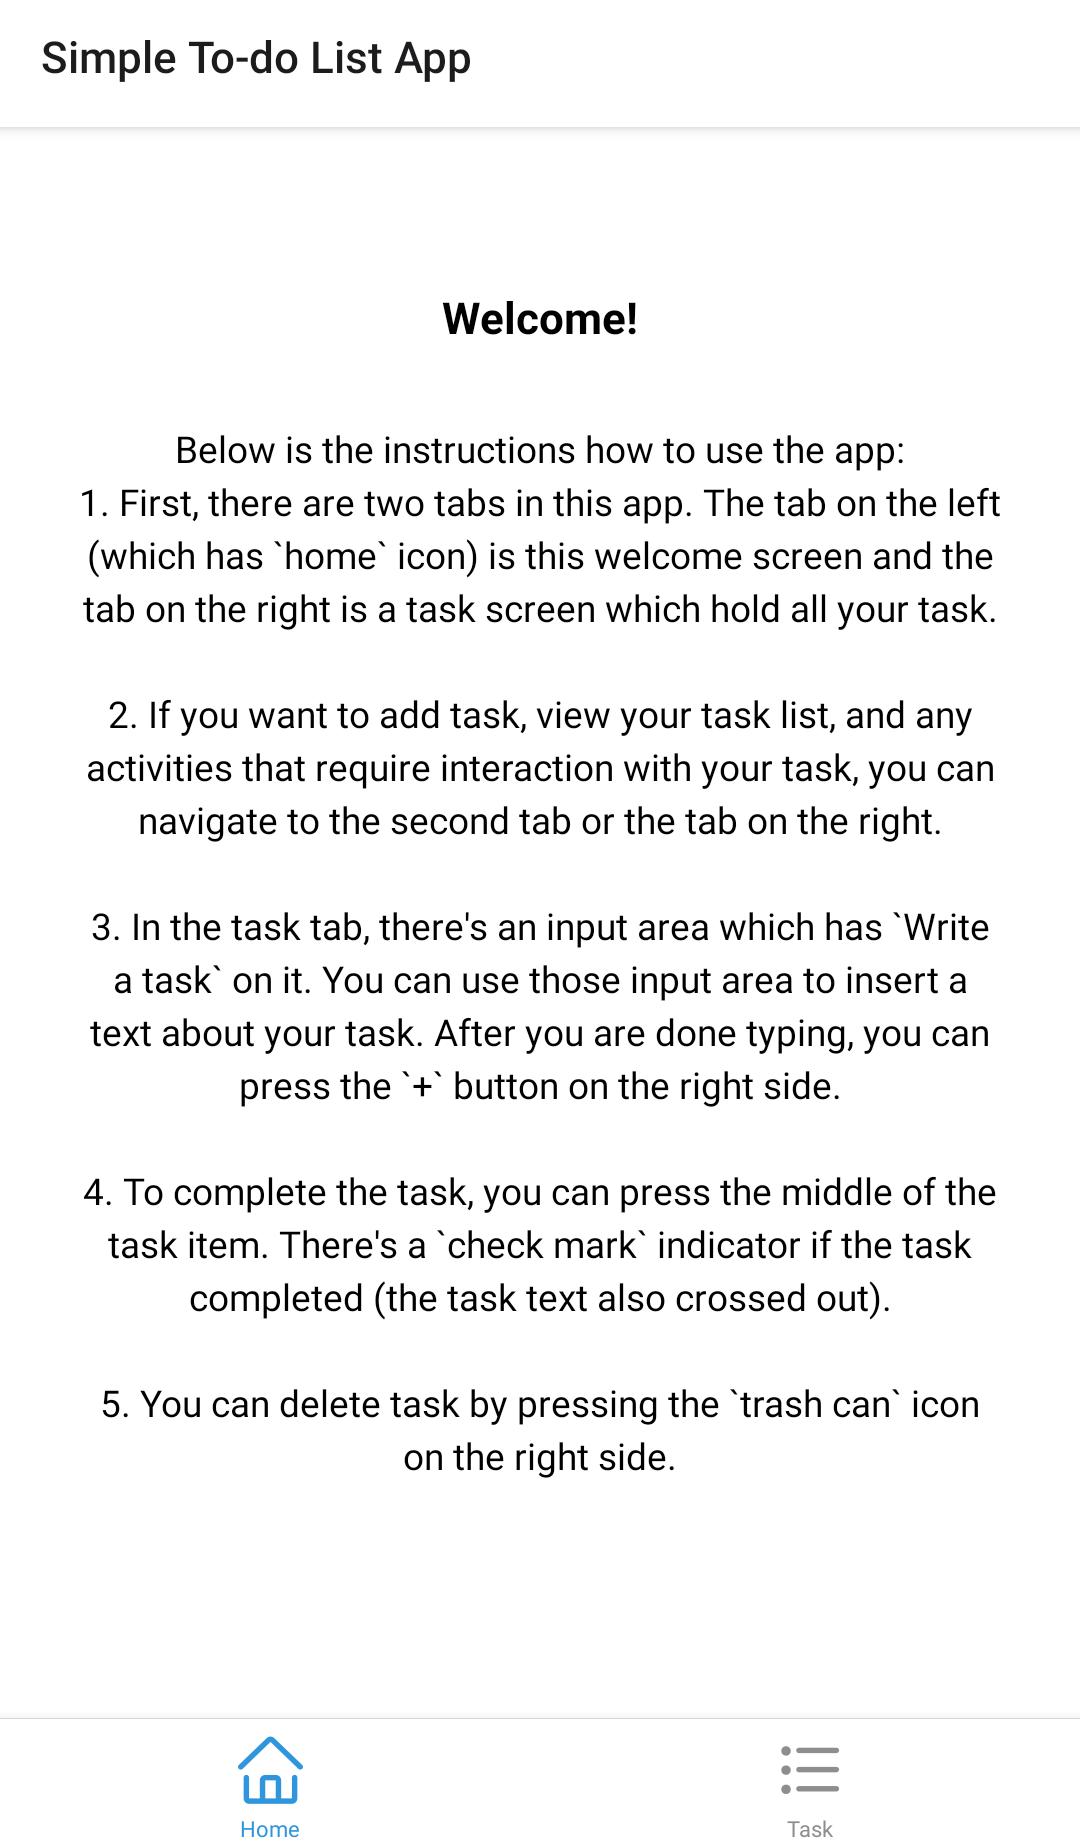 Simple To-do List App
Welcome!
Below is the instructions how to use the app:
1. First, there are two tabs in this app. The tab on the left
(which has `home` icon) is this welcome screen and the
tab on the right is a task screen which hold all your task.
2. If you want to add task, view your task list, and any
activities that require interaction with your task, you can
navigate to the second tab or the tab on the right.
3. In the task tab, there's an input area which has `Write
a task` on it. You can use those input area to insert a
text about your task. After you are done typing, you can
press the `+` button on the right side.
4. To complete the task, you can press the middle of the
task item. There's a `check mark` indicator if the task
completed (the task text also crossed out).
5. You can delete task by pressing the `trash can` icon
on the right side.
Home
Task